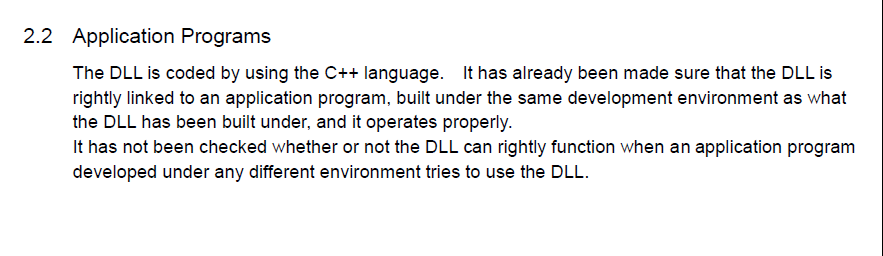 2.2 Application Programs
The DLL is coded by using the C++ language. It has already been made sure that the DLL is
rightly linked to an application program, built under the same development environment as what
the DLL has been built under, and it operates properly.
It has not been checked whether or not the DLL can rightly function when an application program
developed under any different environment tries to use the DLL.